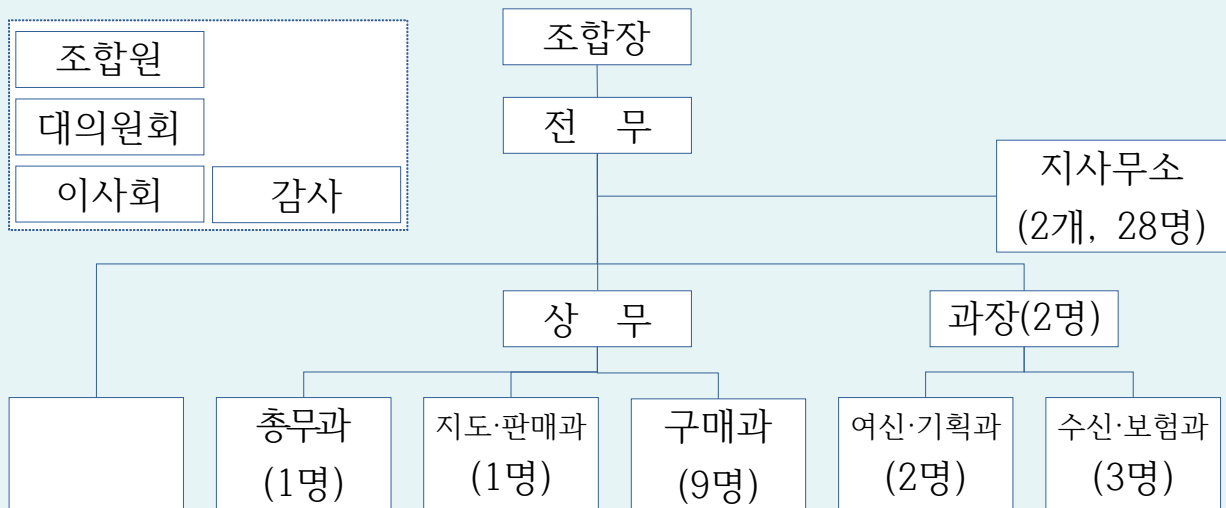 조합원
대의원회
이사회
감사
조합장
전 무
지사무소
(2개, 28명)
상 무
과장(2명)
총무과
(1명)
지도·판매과
(1명)
구매과
(9명)
여신·기획과
(2명)
수신·보험과
(3명)